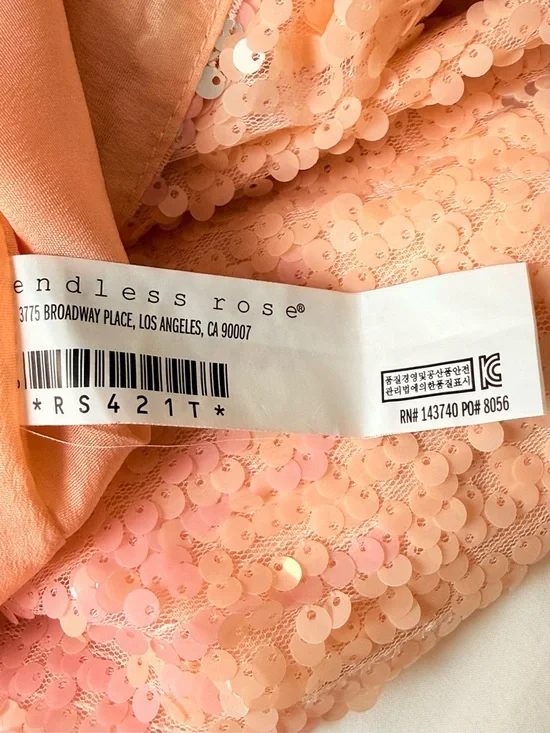 endless rose®
3775 BROADWAY PLACE, LOS ANGELES, CA 90007
*RS421T*
품질경영및공산품안전
관리법에의한품질표시
RN# 143740 PO# 8056